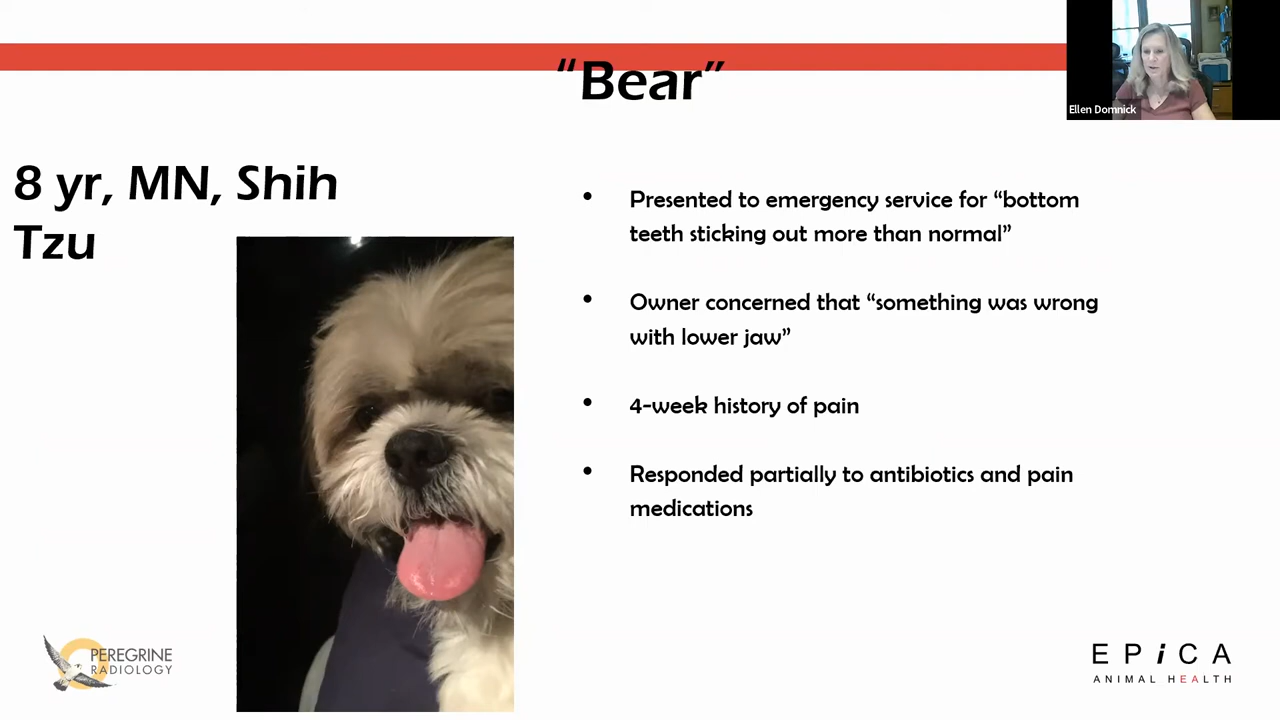 “Bear”
Ellen Domnick
8 yr, MN, Shih
Tzu
• Presented to emergency service for “bottom
teeth sticking out more than normal”
• Owner concerned that “something was wrong
with lower jaw”
• 4-week history of pain
• Responded partially to antibiotics and pain
medications
PEREGRINE
RADIOLOGY
EPiCA
ANIMAL HEALTH